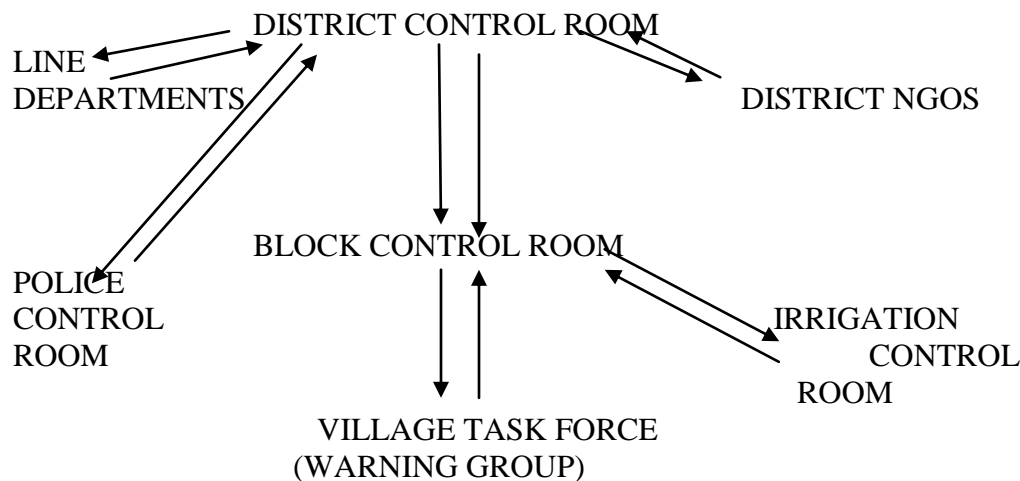 DISTRICT CONTROL ROOM
LINE
DEPARTMENTS
DISTRICT NGOS
BLOCK CONTROL ROOM
POLICE
CONTROL
ROOM
IRRIGATION
CONTROL
ROOM
VILLAGE TASK FORCE
(WARNING GROUP)